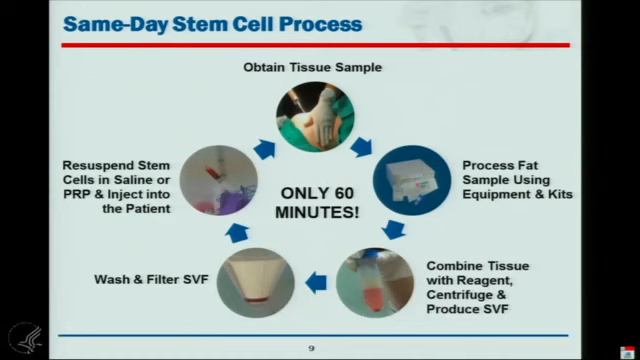 Same-Day Stem Cell Process
Obtain Tissue Sample
Process Fat
Sample Using
Equipment & Kits
Combine Tissue
with Reagent,
Centrifuge &
Produce SVF
Wash & Filter SVF
Resuspend Stem
Cells in Saline or
PRP & Inject into
the Patient
ONLY 60
MINUTES!
9